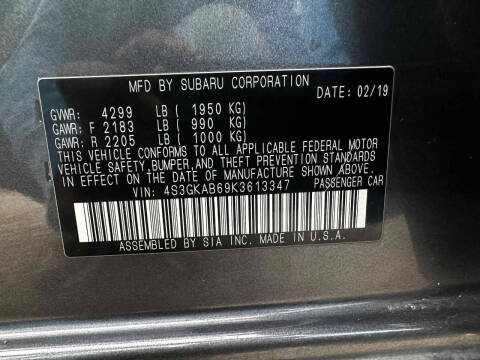 MFD BY SUBARU CORPORATION
DATE: 02/19
GVWR: 4299 LB ( 1950 KG)
GAWR: F 2183 LB ( 990 KG)
GAWR: R 2205 LB ( 1000 KG)
THIS VEHICLE CONFORMS TO ALL APPLICABLE FEDERAL MOTOR
VEHICLE SAFETY, BUMPER, AND THEFT PREVENTION STANDARDS
IN EFFECT ON THE DATE OF MANUFACTURE SHOWN ABOVE.
VIN: 4S3GKAB69K3613347 PASSENGER CAR
ASSEMBLED BY SIA INC. MADE IN U.S.A.